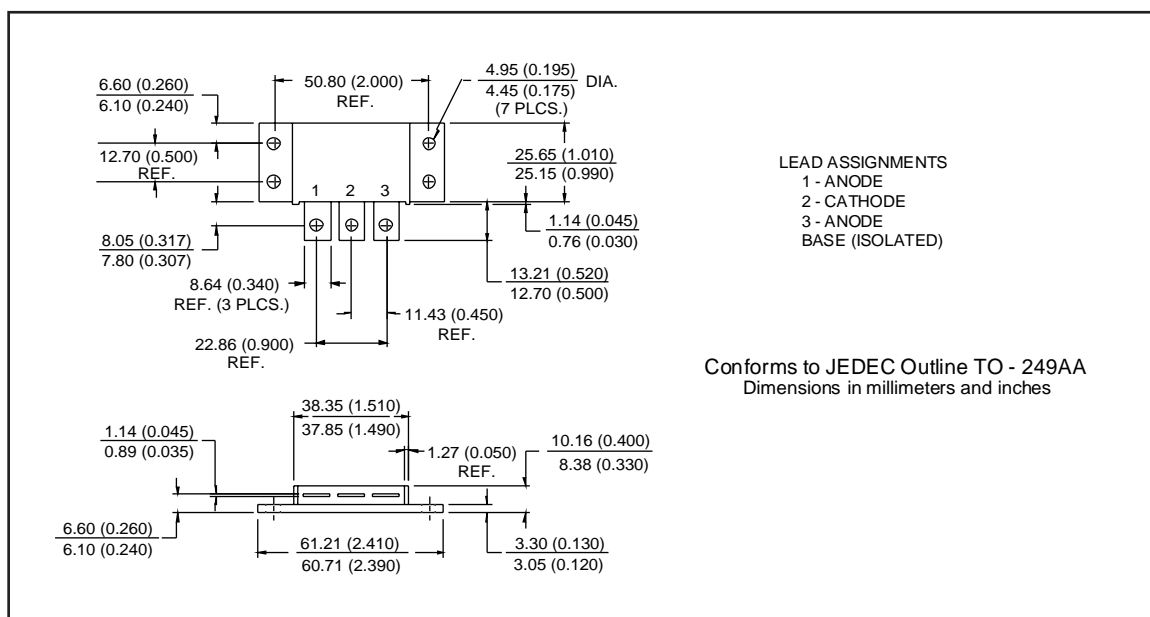 6.60 (0.260)
6.10 (0.240)
50.80 (2.000)
REF.
4.95 (0.195)
4.45 (0.175)
DIA.
(7 PLCS.)
12.70 (0.500)
REF.
25.65 (1.010)
25.15 (0.990)
1 2 3
8.05 (0.317)
7.80 (0.307)
1.14 (0.045)
0.76 (0.030)
8.64 (0.340)
REF. (3 PLCS.)
13.21 (0.520)
12.70 (0.500)
11.43 (0.450)
REF.
22.86 (0.900)
REF.
LEAD ASSIGNMENTS
1 - ANODE
2 - CATHODE
3 - ANODE
BASE (ISOLATED)
Conforms to JEDEC Outline TO - 249AA
Dimensions in millimeters and inches
38.35 (1.510)
37.85 (1.490)
1.14 (0.045)
0.89 (0.035)
1.27 (0.050)
REF.
10.16 (0.400)
8.38 (0.330)
6.60 (0.260)
6.10 (0.240)
61.21 (2.410)
60.71 (2.390)
3.30 (0.130)
3.05 (0.120)